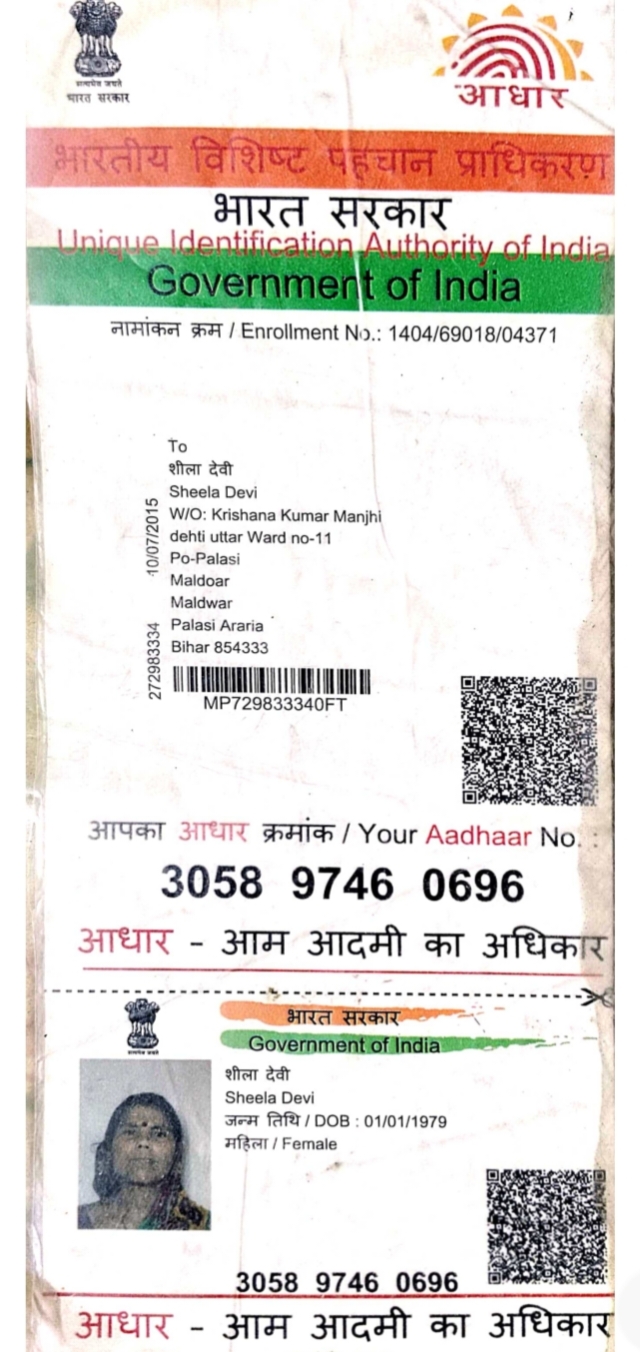 सत्यमेव जयते
भारत सरकार
आधार
भारतीय विशिष्ट पहचान प्राधिकरण
भारत सरकार
Unique Identification Authority of India
Government of India
नामांकन क्रम / Enrollment No.: 1404/69018/04371
To
शीला देवी
Sheela Devi
W/O: Krishana Kumar Manjhi
dehti uttar Ward no-11
Po-Palasi
Maldoar
Maldwar
Palasi Araria
Bihar 854333
272983334 10/07/2015
MP729833340FT
आपका आधार क्रमांक / Your Aadhaar No. :
3058 9746 0696
आधार - आम आदमी का अधिकार
सत्यमेव जयते
भारत सरकार
Government of India
शीला देवी
Sheela Devi
जन्म तिथि / DOB : 01/01/1979
महिला / Female
3058 9746 0696
आधार - आम आदमी का अधिकार